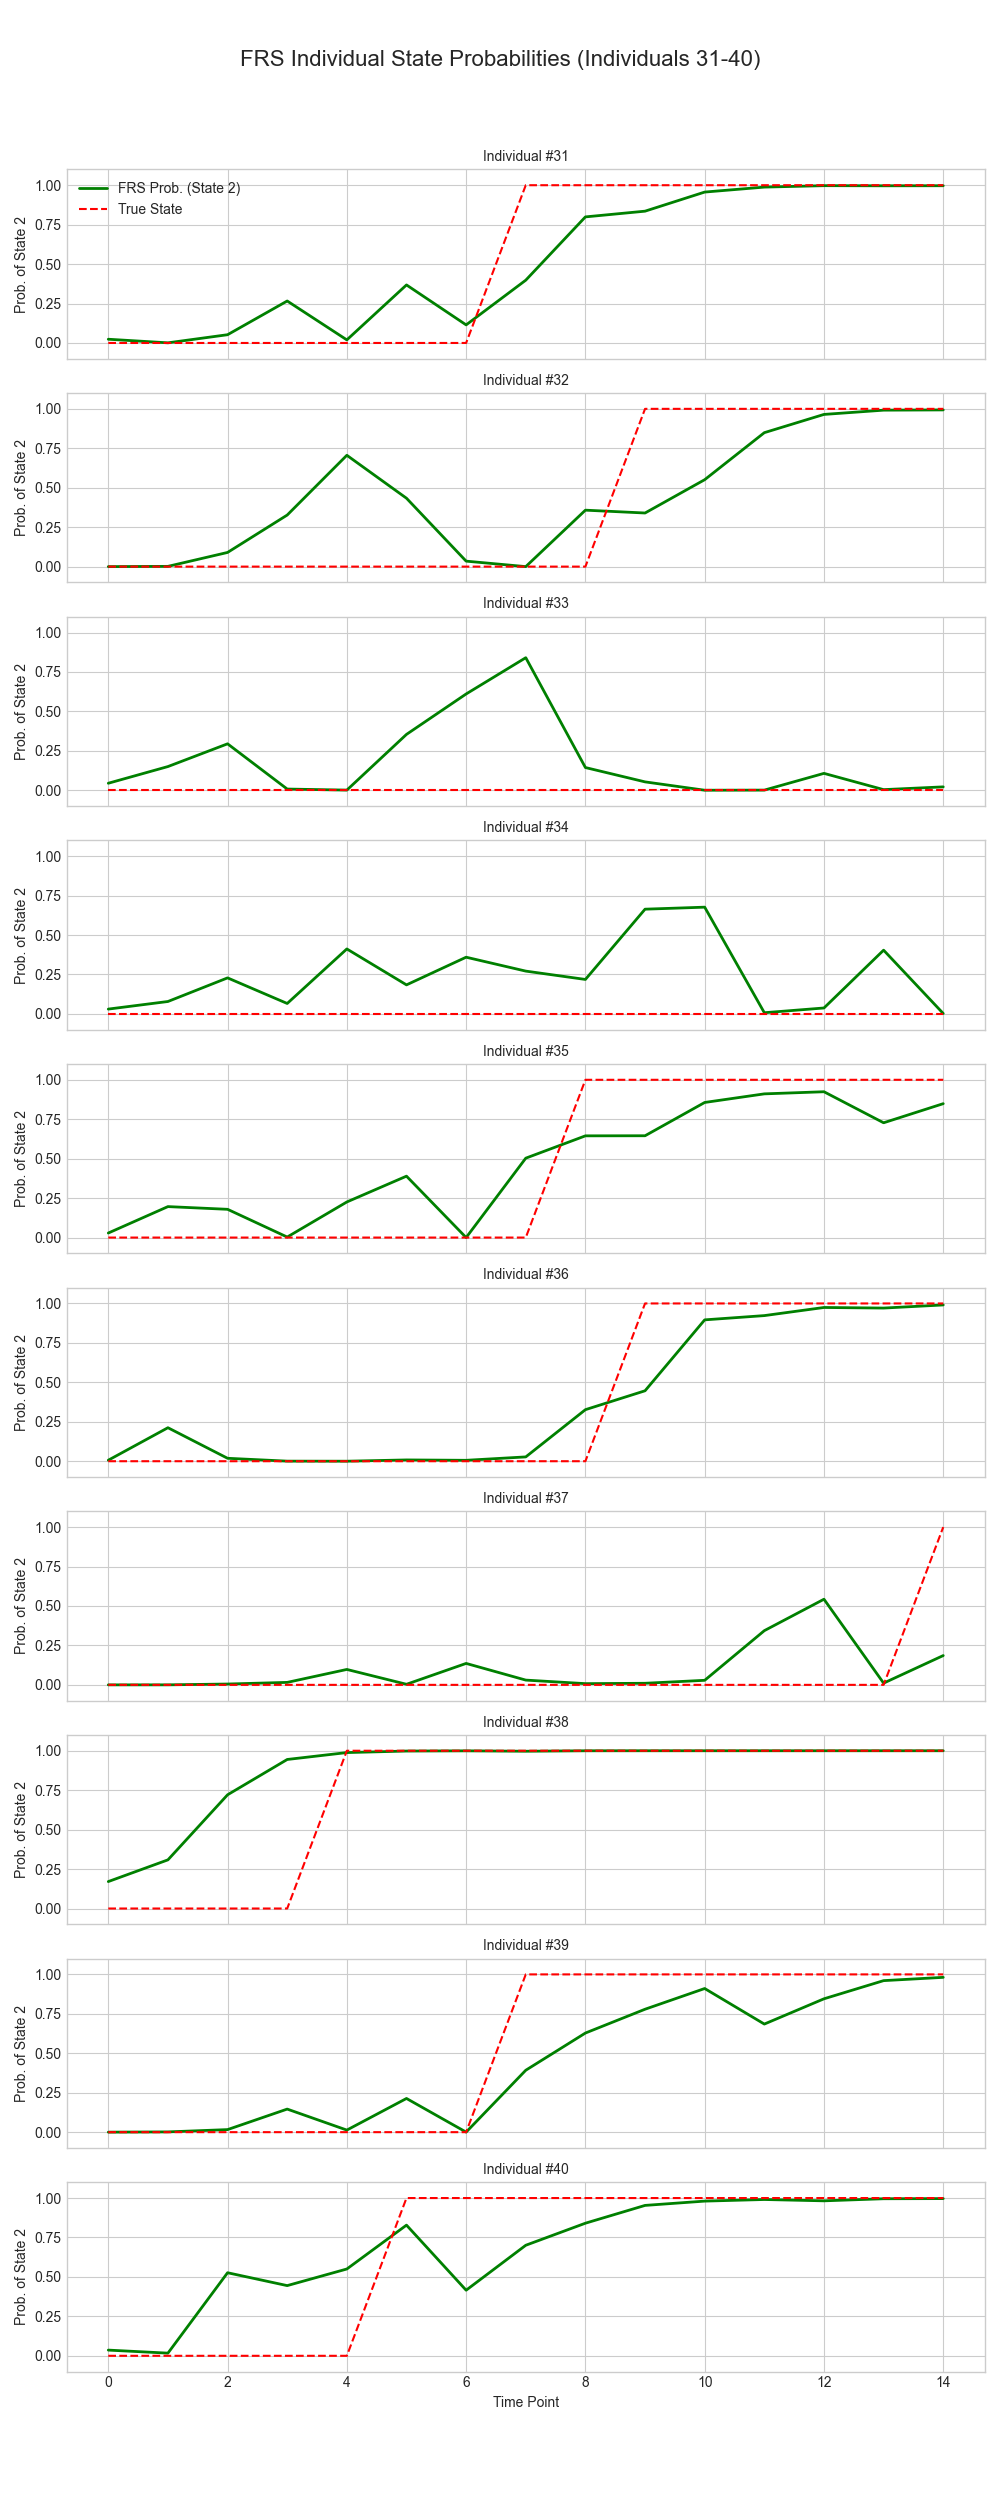 FRS Individual State Probabilities (Individuals 31-40)
Individual #31
FRS Prob. (State 2)
True State
Prob. of State 2
1.00
0.75
0.50
0.25
0.00
Individual #32
Prob. of State 2
1.00
0.75
0.50
0.25
0.00
Individual #33
Prob. of State 2
1.00
0.75
0.50
0.25
0.00
Individual #34
Prob. of State 2
1.00
0.75
0.50
0.25
0.00
Individual #35
Prob. of State 2
1.00
0.75
0.50
0.25
0.00
Individual #36
Prob. of State 2
1.00
0.75
0.50
0.25
0.00
Individual #37
Prob. of State 2
1.00
0.75
0.50
0.25
0.00
Individual #38
Prob. of State 2
1.00
0.75
0.50
0.25
0.00
Individual #39
Prob. of State 2
1.00
0.75
0.50
0.25
0.00
Individual #40
Prob. of State 2
1.00
0.75
0.50
0.25
0.00
0 2 4 6 8 10 12 14
Time Point